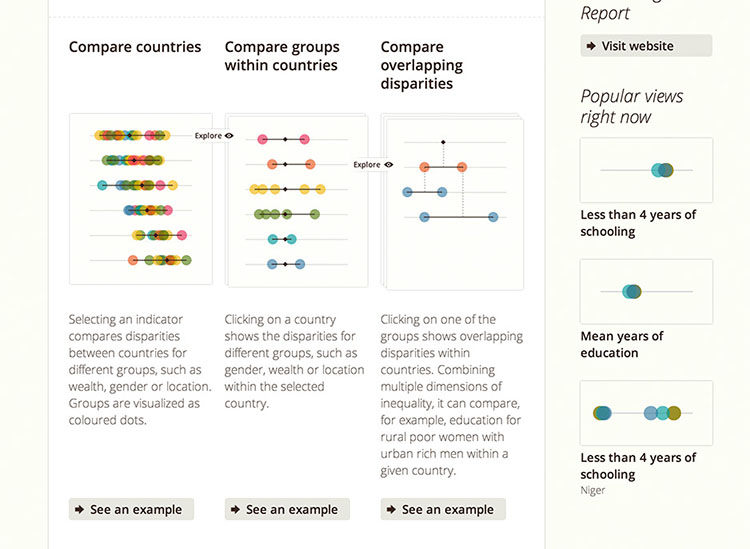 Compare countries
Explore
Selecting an indicator
compares disparities
between countries for
different groups, such as
wealth, gender or location.
Groups are visualized as
coloured dots.
See an example
Compare groups
within countries
Explore
Clicking on a country
shows the disparities for
different groups, such as
gender, wealth or location
within the selected
country.
See an example
Compare
overlapping
disparities
Clicking on one of the
groups shows overlapping
disparities within
countries. Combining
multiple dimensions of
inequality, it can compare,
for example, education for
rural poor women with
urban rich men within a
given country.
See an example
Report
Visit website
Popular views
right now
Less than 4 years of
schooling
Mean years of
education
Less than 4 years of
schooling
Niger